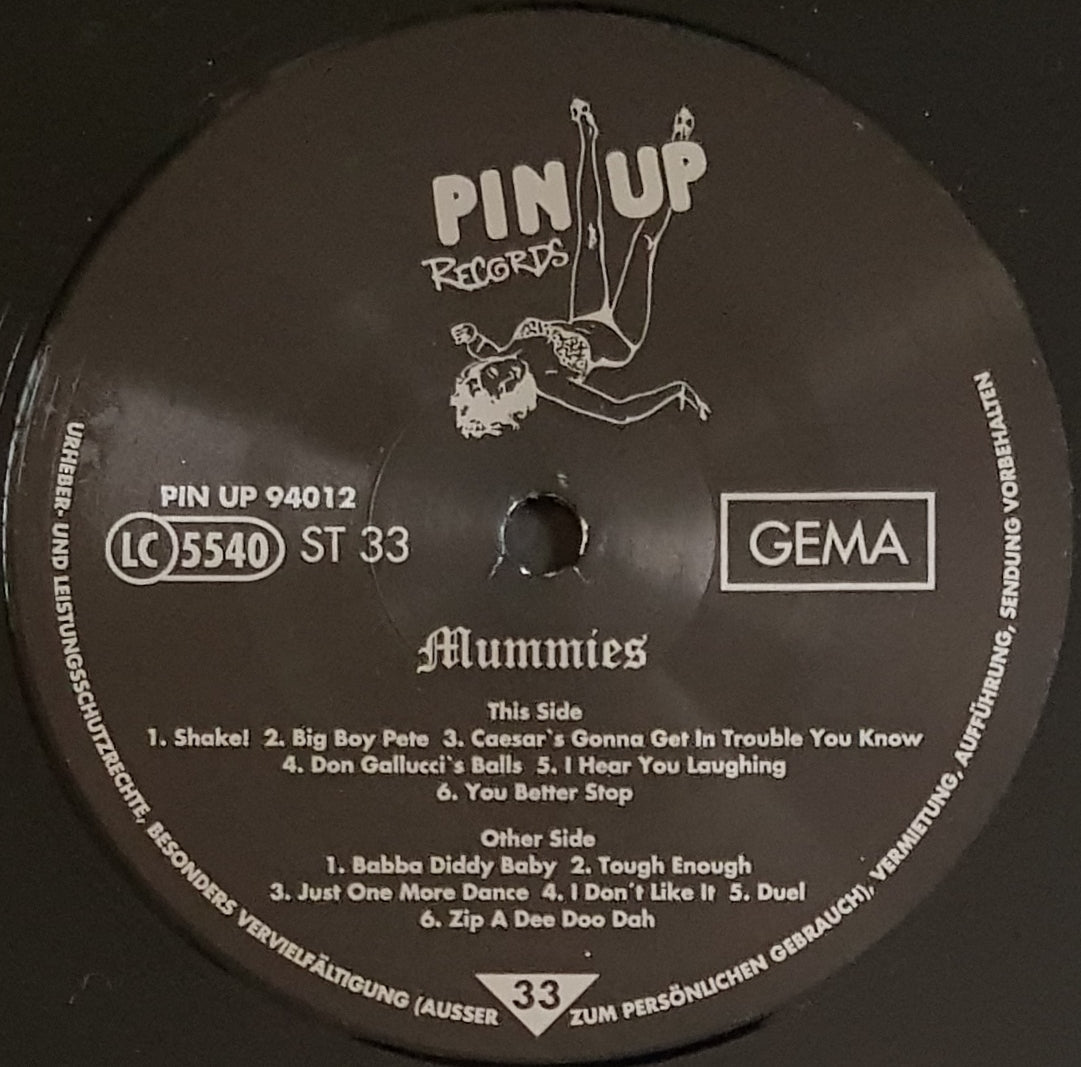 PIN UP
RECORDS
PIN UP 94012
LC 5540 ST 33
GEMA
Mummies
This Side
1. Shake! 2. Big Boy Pete 3. Caesar`s Gonna Get In Trouble You Know
4. Don Gallucci`s Balls 5. I Hear You Laughing
6. You Better Stop
Other Side
1. Babba Diddy Baby 2. Tough Enough
3. Just One More Dance 4. I Don´t Like It 5. Duel
6. Zip A Dee Doo Dah
33
URHEBER- UND LEISTUNGSSCHUTZRECHTE, BESONDERS VERVIELFÄLTIGUNG (AUSSER ZUM PERSÖNLICHEN GEBRAUCH), VERMIETUNG, AUFFÜHRUNG, SENDUNG VORBEHALTEN